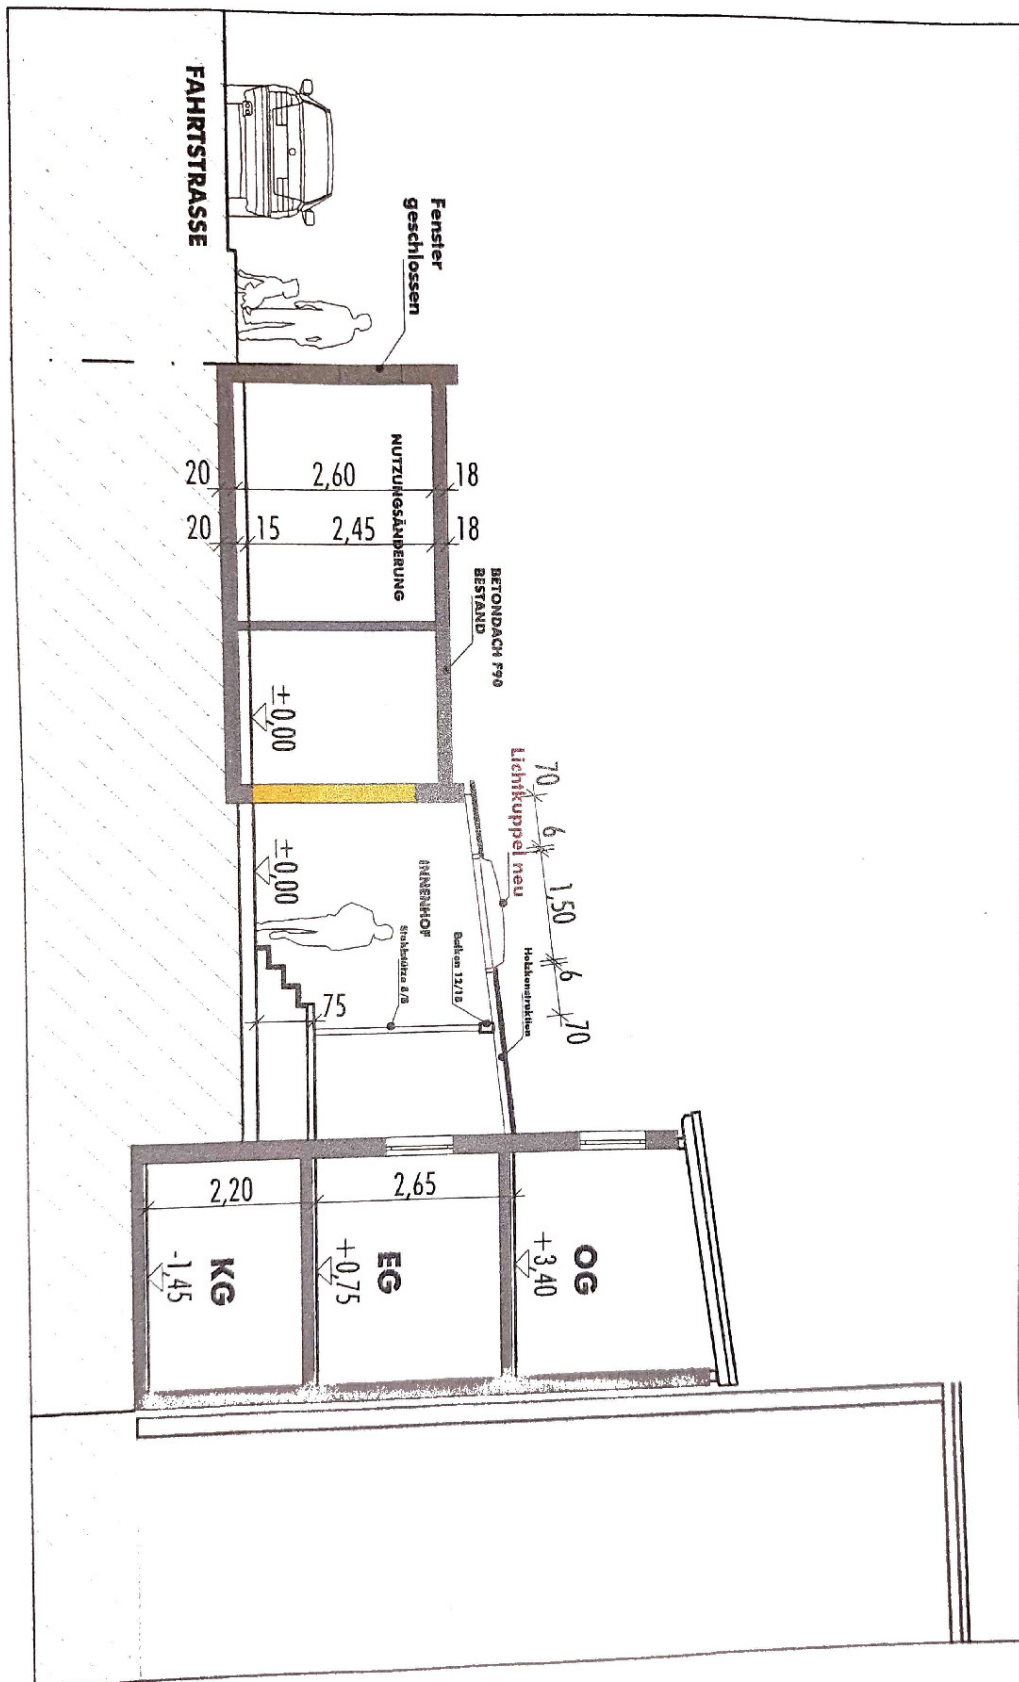 FAHRTSTRASSE
Fenster
geschlossen
NUTZUNGSÄNDERUNG
20
2,60
18
20
15
2,45
18
BETONDACH F90
BESTAND
±0,00
Lichtkuppel neu
70
6
1,50
6
70
±0,00
INNENHOF
Stahlstütze 8/8
Balken 12/18
Holzkonstruktion
75
2,20
2,65
KG
-1,45
EG
+0,75
OG
+3,40